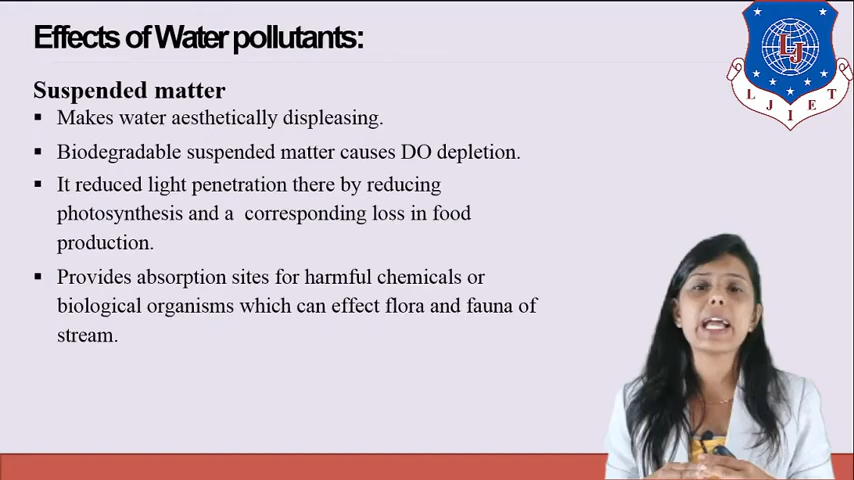 Effects of Water pollutants:
Suspended matter
▪ Makes water aesthetically displeasing.
▪ Biodegradable suspended matter causes DO depletion.
▪ It reduced light penetration there by reducing
photosynthesis and a corresponding loss in food
production.
▪ Provides absorption sites for harmful chemicals or
biological organisms which can effect flora and fauna of
stream.
LJ
L J I E T